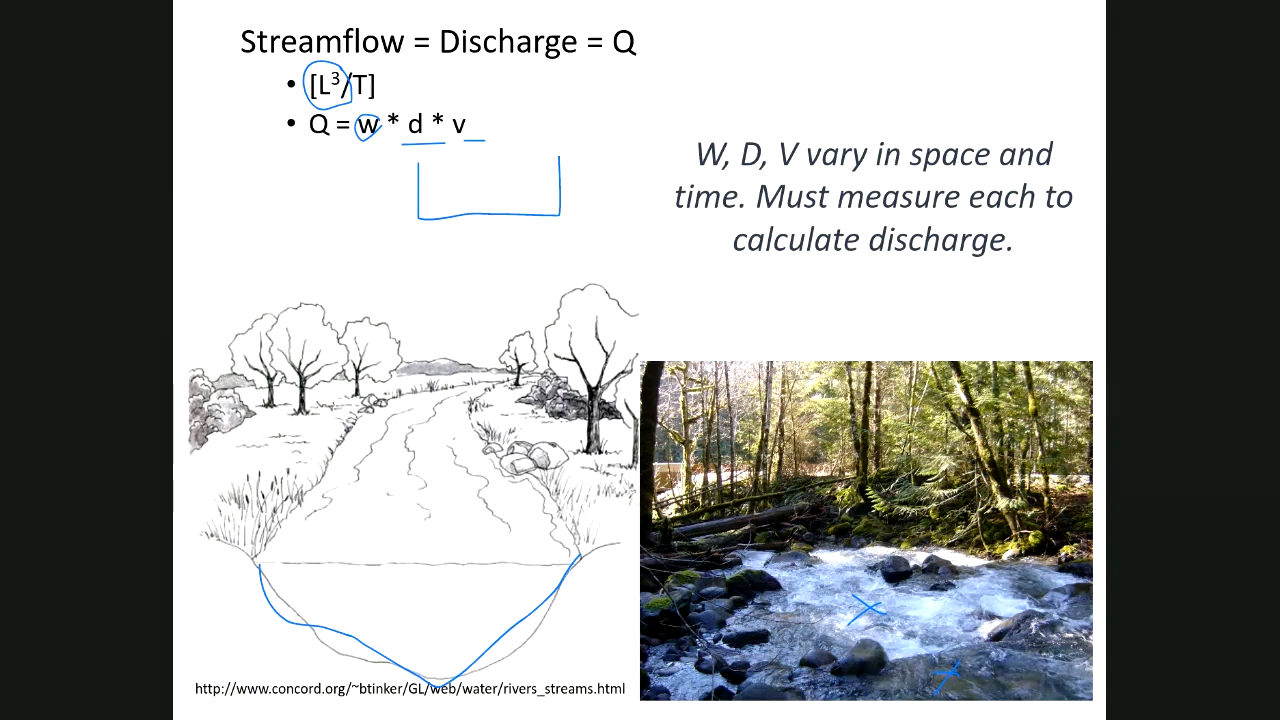 Streamflow = Discharge = Q
• [L³/T]
• Q = w * d * v
W, D, V vary in space and
time. Must measure each to
calculate discharge.
http://www.concord.org/~btinker/GL/web/water/rivers_streams.html